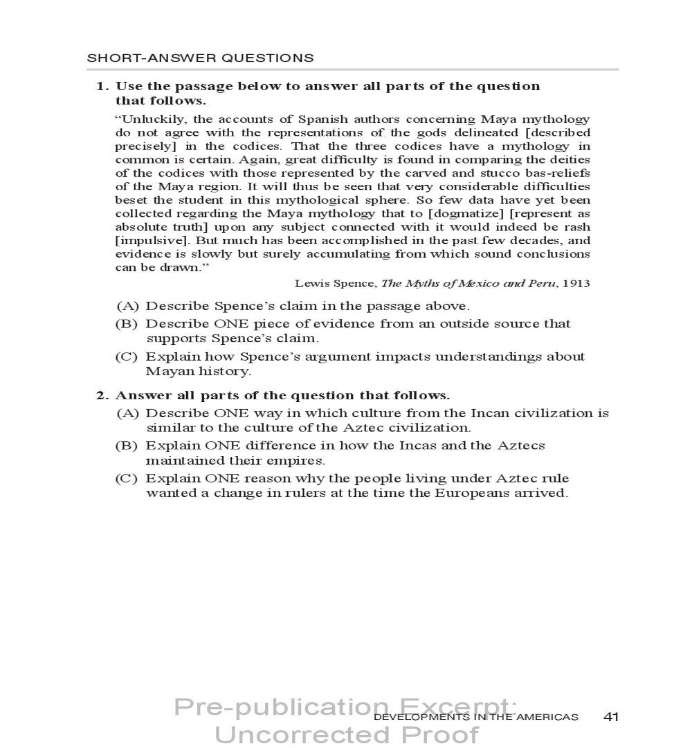 SHORT-ANSWER QUESTIONS
1. Use the passage below to answer all parts of the question
that follows.
“Unluckily, the accounts of Spanish authors concerning Maya mythology
do not agree with the representations of the gods delineated [described
precisely] in the codices. That the three codices have a mythology in
common is certain. Again, great difficulty is found in comparing the deities
of the codices with those represented by the carved and stucco bas-reliefs
of the Maya region. It will thus be seen that very considerable difficulties
beset the student in this mythological sphere. So few data have yet been
collected regarding the Maya mythology that to [dogmatize] [represent as
absolute truth] upon any subject connected with it would indeed be rash
[impulsive]. But much has been accomplished in the past few decades, and
evidence is slowly but surely accumulating from which sound conclusions
can be drawn.”
Lewis Spence, The Myths of Mexico and Peru, 1913
(A) Describe Spence’s claim in the passage above.
(B) Describe ONE piece of evidence from an outside source that
supports Spence’s claim.
(C) Explain how Spence’s argument impacts understandings about
Mayan history.
2. Answer all parts of the question that follows.
(A) Describe ONE way in which culture from the Incan civilization is
similar to the culture of the Aztec civilization.
(B) Explain ONE difference in how the Incas and the Aztecs
maintained their empires.
(C) Explain ONE reason why the people living under Aztec rule
wanted a change in rulers at the time the Europeans arrived.
Pre-publication Excerpt:
DEVELOPMENTS IN THE AMERICAS 41
Uncorrected Proof